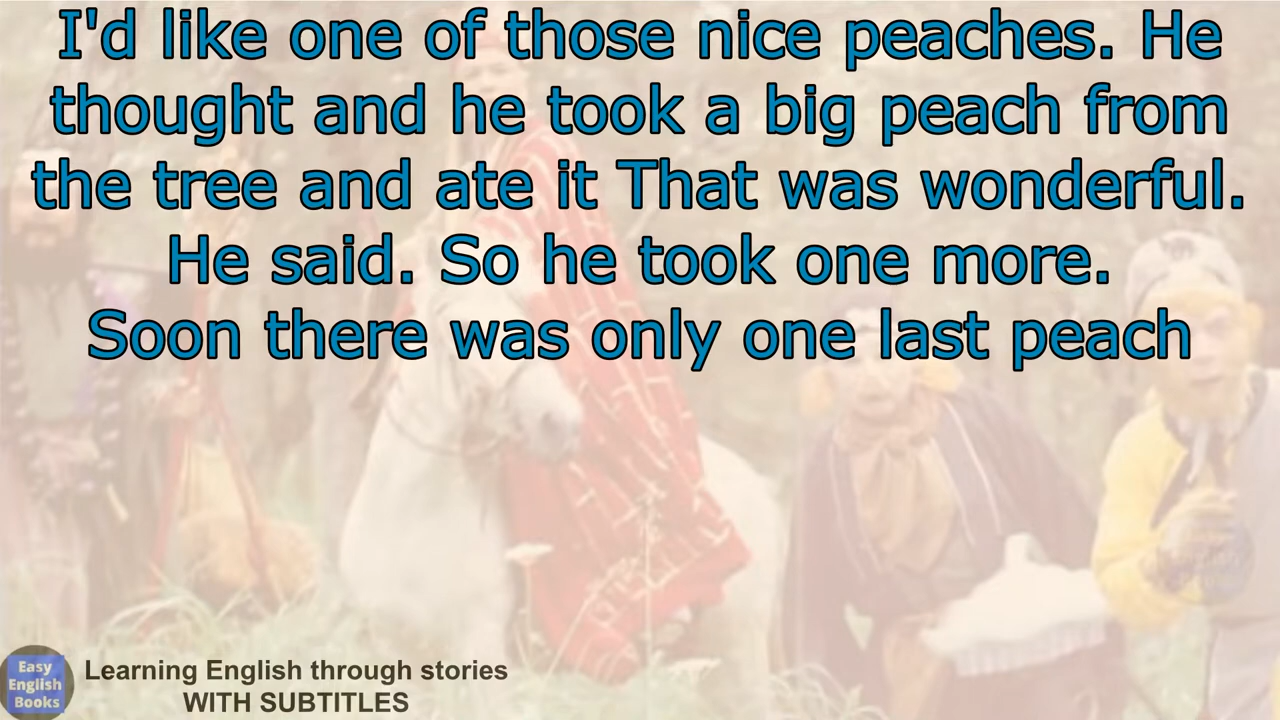 I'd like one of those nice peaches. He
thought and he took a big peach from
the tree and ate it That was wonderful.
He said. So he took one more.
Soon there was only one last peach
Easy
English
Books
Learning English through stories
WITH SUBTITLES